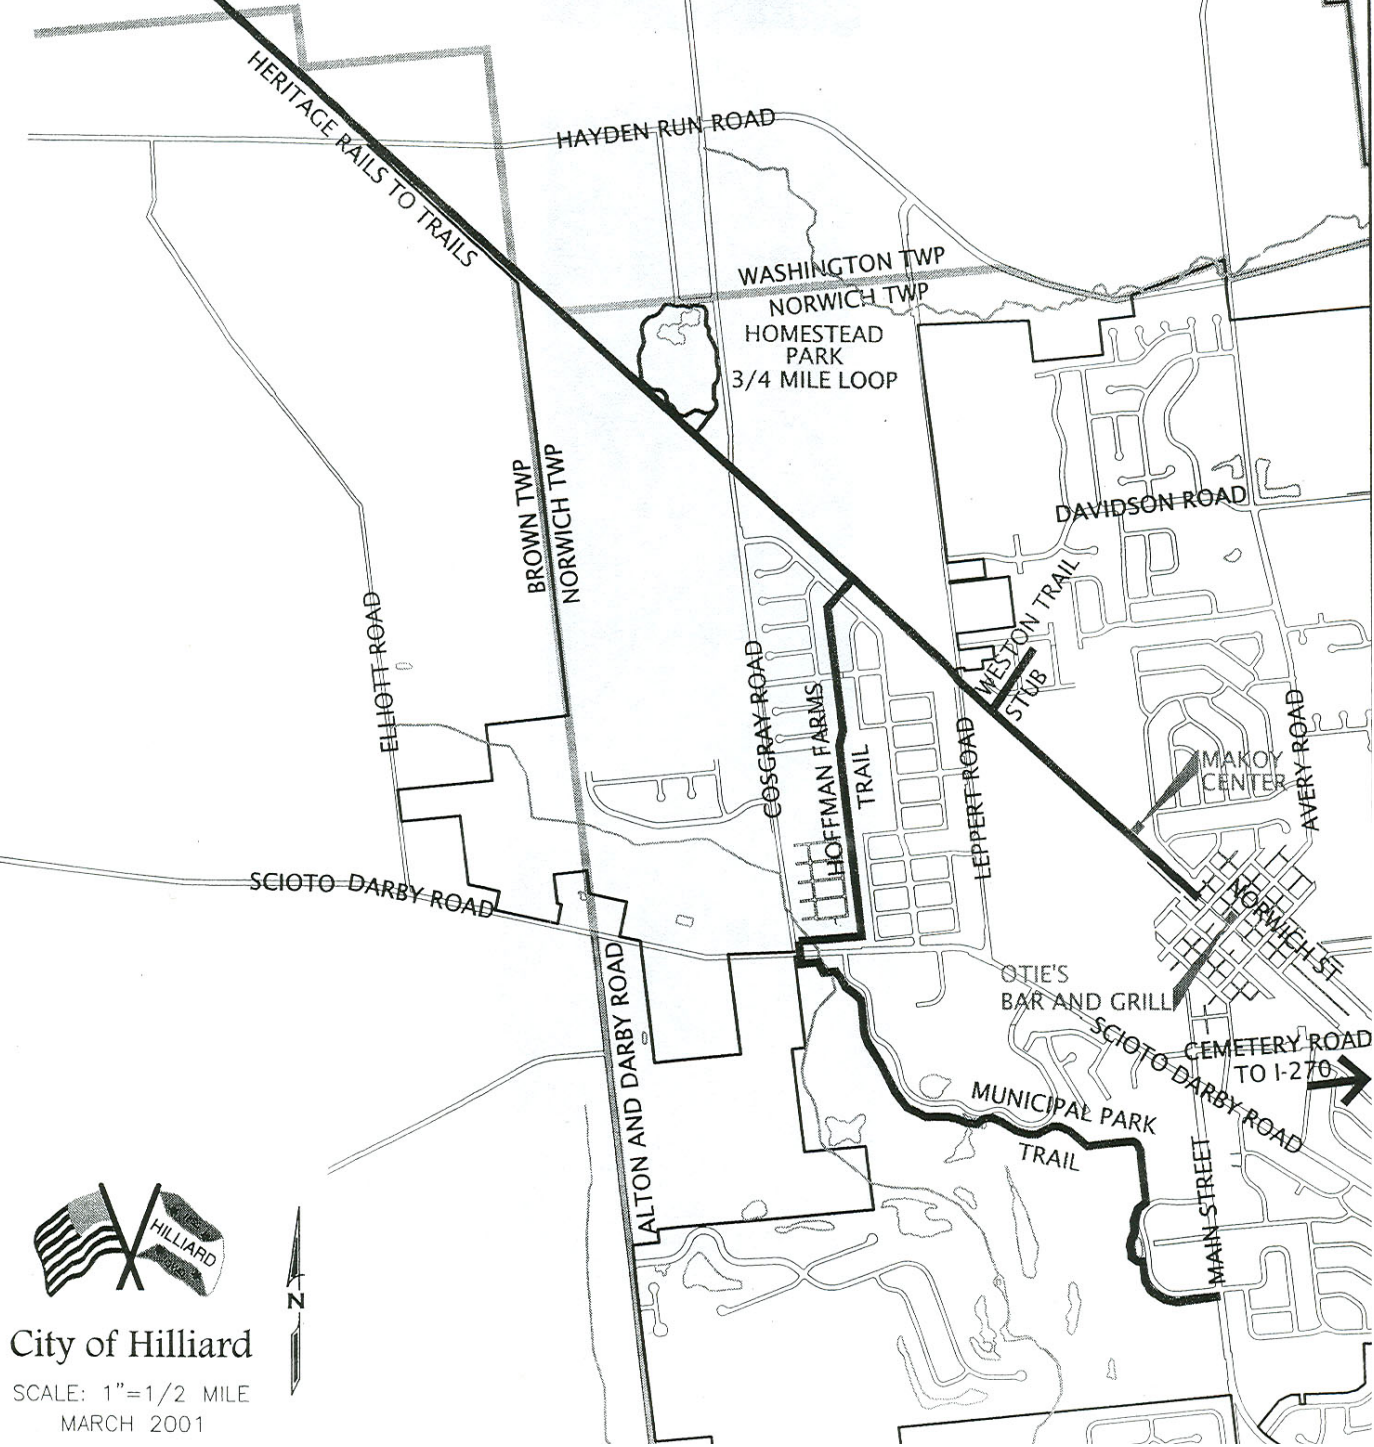 HERITAGE RAILS TO TRAILS
HAYDEN RUN ROAD
WASHINGTON TWP
NORWICH TWP
HOMESTEAD
PARK
3/4 MILE LOOP
BROWN TWP
NORWICH TWP
DAVIDSON ROAD
WESTON TRAIL
STUB
ELLIOTT ROAD
COSGRAY ROAD
HOFFMAN FARMS
TRAIL
LEPPERT ROAD
MAKOY
CENTER
AVERY ROAD
SCIOTO DARBY ROAD
NORWICH ST
OTIE'S
BAR AND GRILL
ALTON AND DARBY ROAD
SCIOTO DARBY ROAD
CEMETERY ROAD
TO I-270
MUNICIPAL PARK
TRAIL
MAIN STREET
HILLIARD
N
City of Hilliard
SCALE: 1"=1/2 MILE
MARCH 2001